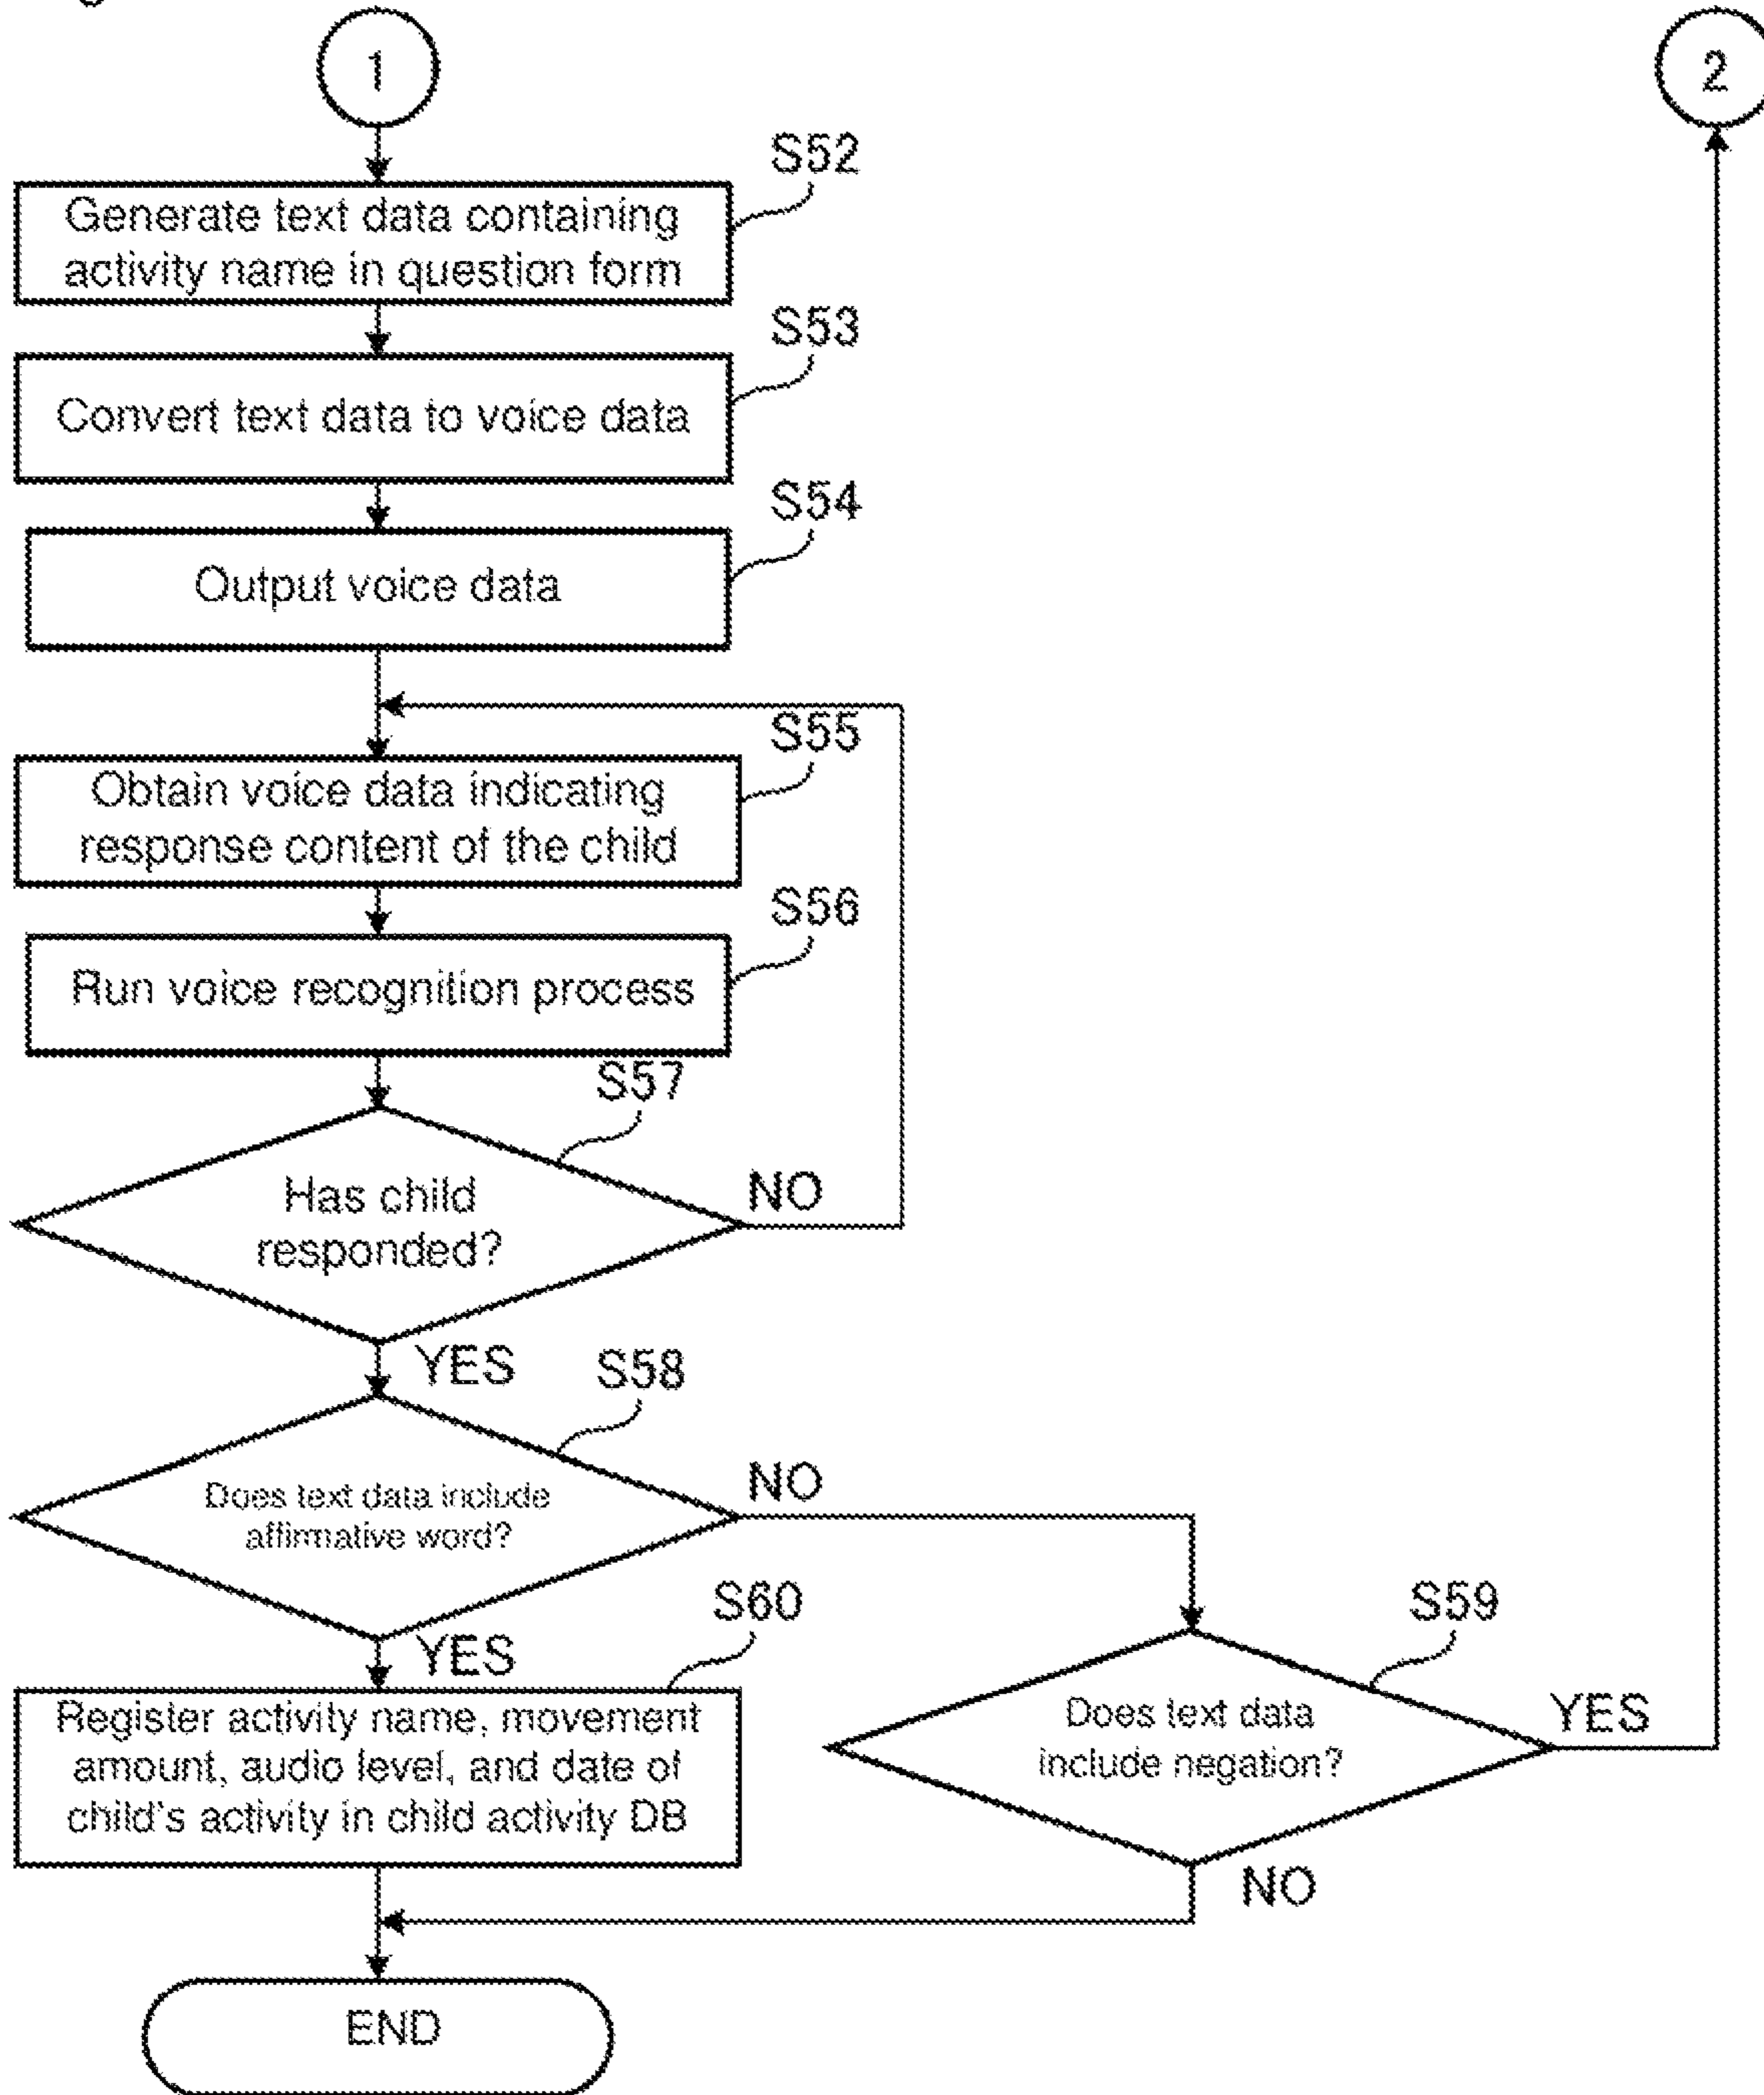 1
2
S52
Generate text data containing
activity name in question form
S53
Convert text data to voice data
S54
Output voice data
S55
Obtain voice data indicating
response content of the child
S56
Run voice recognition process
S57
Has child
responded?
NO
YES
S58
Does text data include
affirmative word?
NO
YES
S59
Does text data
include negation?
YES
NO
S60
Register activity name, movement
amount, audio level, and date of
child's activity in child activity DB
END